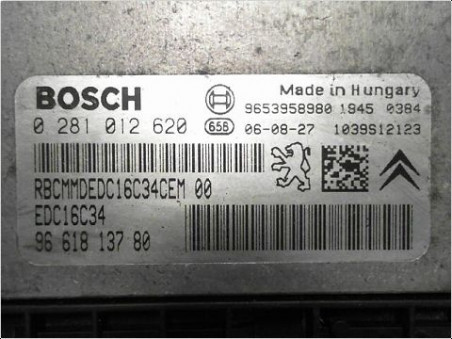 BOSCH
Made in Hungary
9653958980 1945 0384
0 281 012 620 656 06-08-27 1039S12123
RBCMMDEDC16C34CEM 00
EDC16C34
96 618 137 80